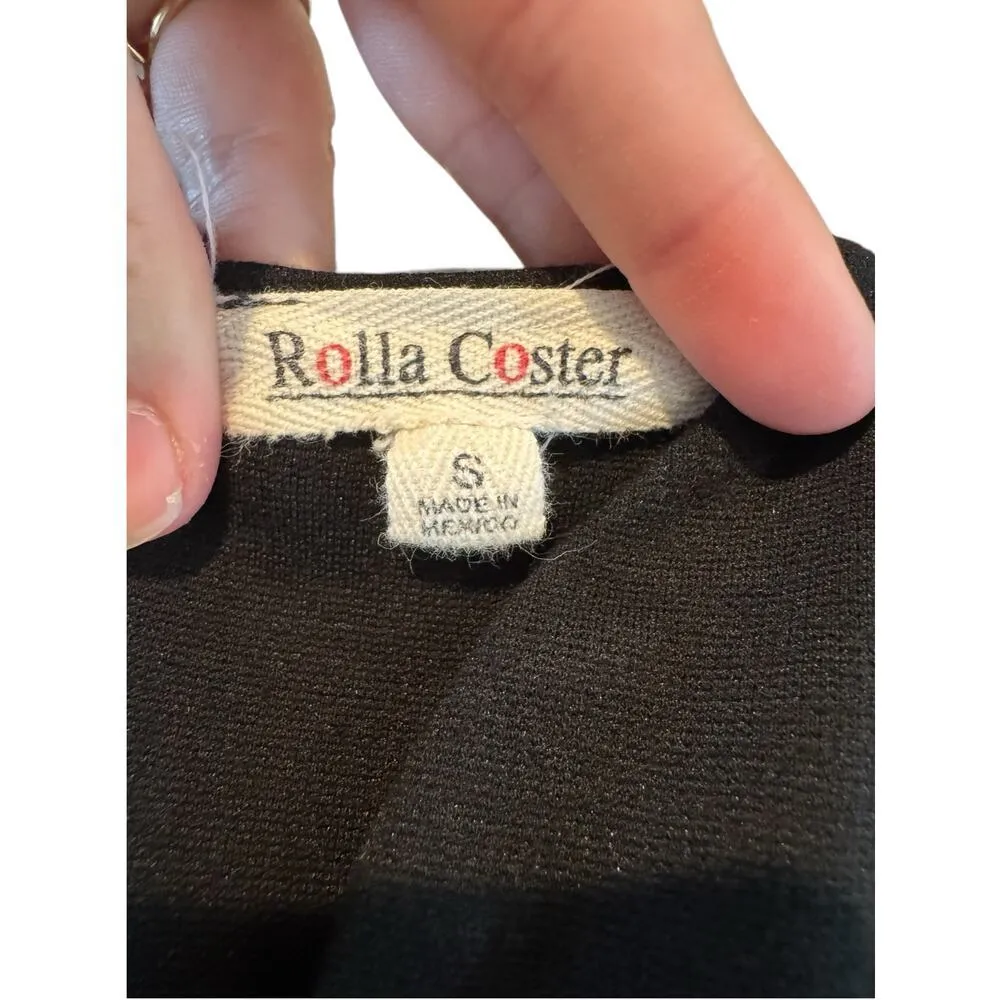 Rolla Coster
S
MADE IN
MEXICO